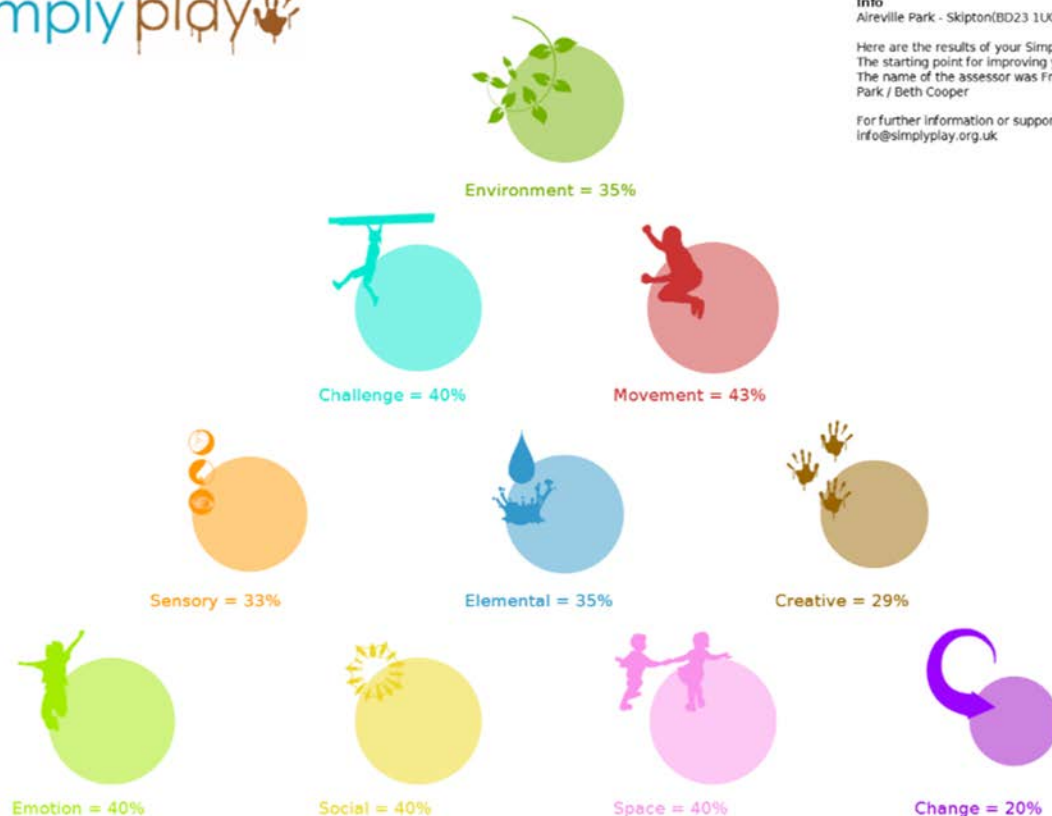 mply play
Info
Aireville Park - Skipton(BD23 1U
Here are the results of your Simp
The starting point for improving
The name of the assessor was Fr
Park / Beth Cooper
For further information or suppor
info@simplyplay.org.uk
Environment = 35%
Challenge = 40%
Movement = 43%
Sensory = 33%
Elemental = 35%
Creative = 29%
Emotion = 40%
Social = 40%
Space = 40%
Change = 20%